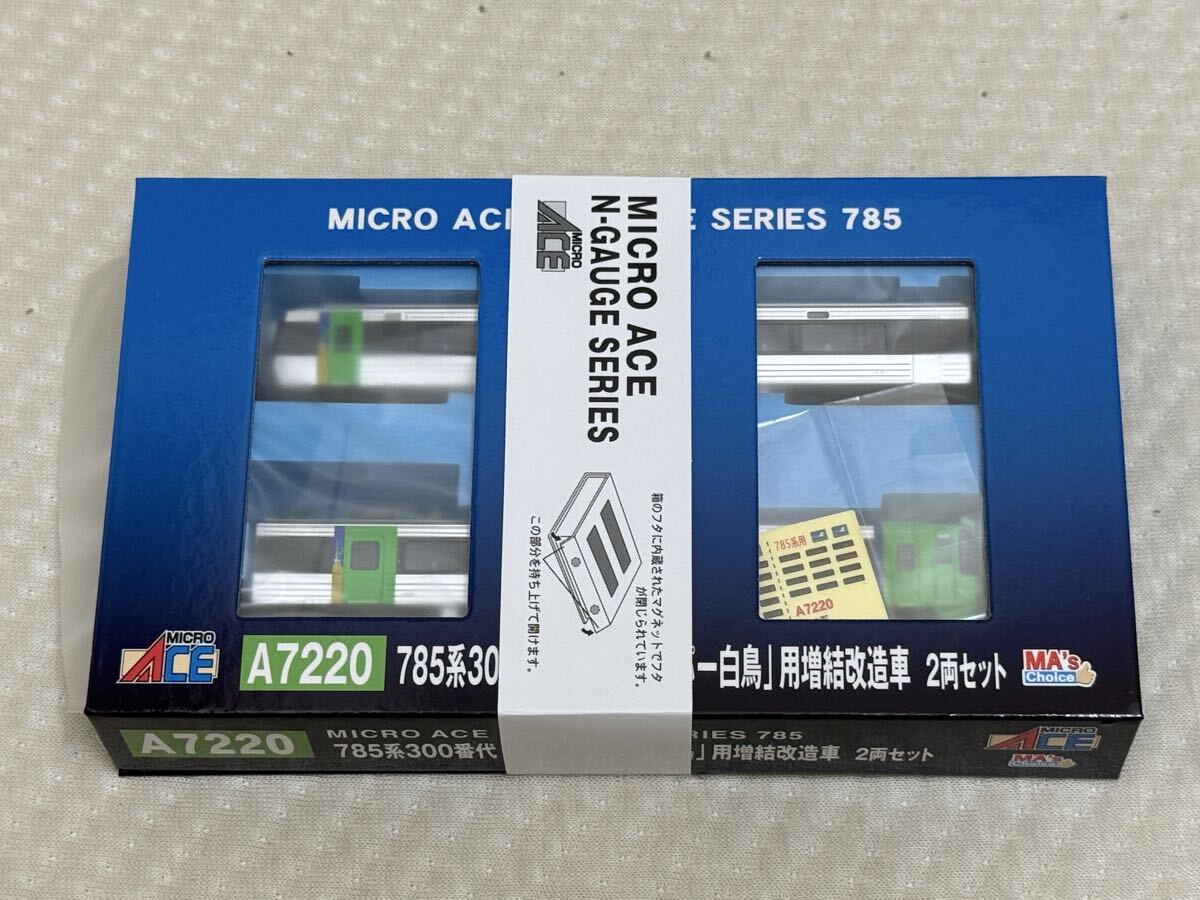 MICRO ACE SERIES 785
MICRO ACE
N-GAUGE SERIES
MICRO
ACE
箱のフタに内蔵されたマグネットでフタ
が閉じられています。
この部分を持ち上げて開けます。
785系用
A7220
MICRO
ACE
A7220
785系30 ー白鳥」用増結改造車 2両セット
MA's
Choice
A7220
MICRO ACE SERIES 785
785系300番代 」用増結改造車 2両セット
MICRO
ACE
MA's
Choice